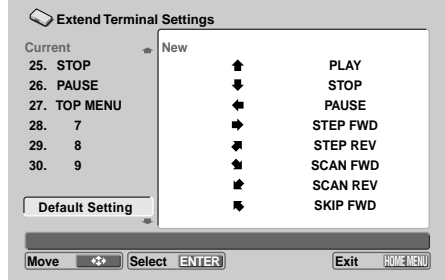 Extend Terminal Settings
Current New
25. STOP PLAY
26. PAUSE STOP
27. TOP MENU PAUSE
28. 7 STEP FWD
29. 8 STEP REV
30. 9 SCAN FWD
SCAN REV
Default Setting SKIP FWD
Move Select ENTER Exit HOME MENU